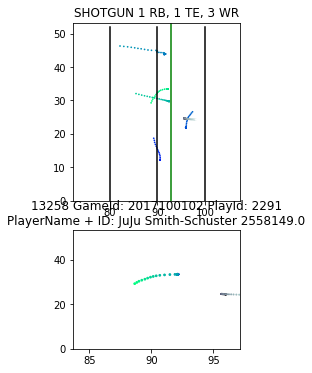 SHOTGUN 1 RB, 1 TE, 3 WR
50
40
30
20
10
0
80 90 100
13258 GameId: 2017100102 PlayId: 2291
PlayerName + ID: JuJu Smith-Schuster 2558149.0
40
20
0
85 90 95